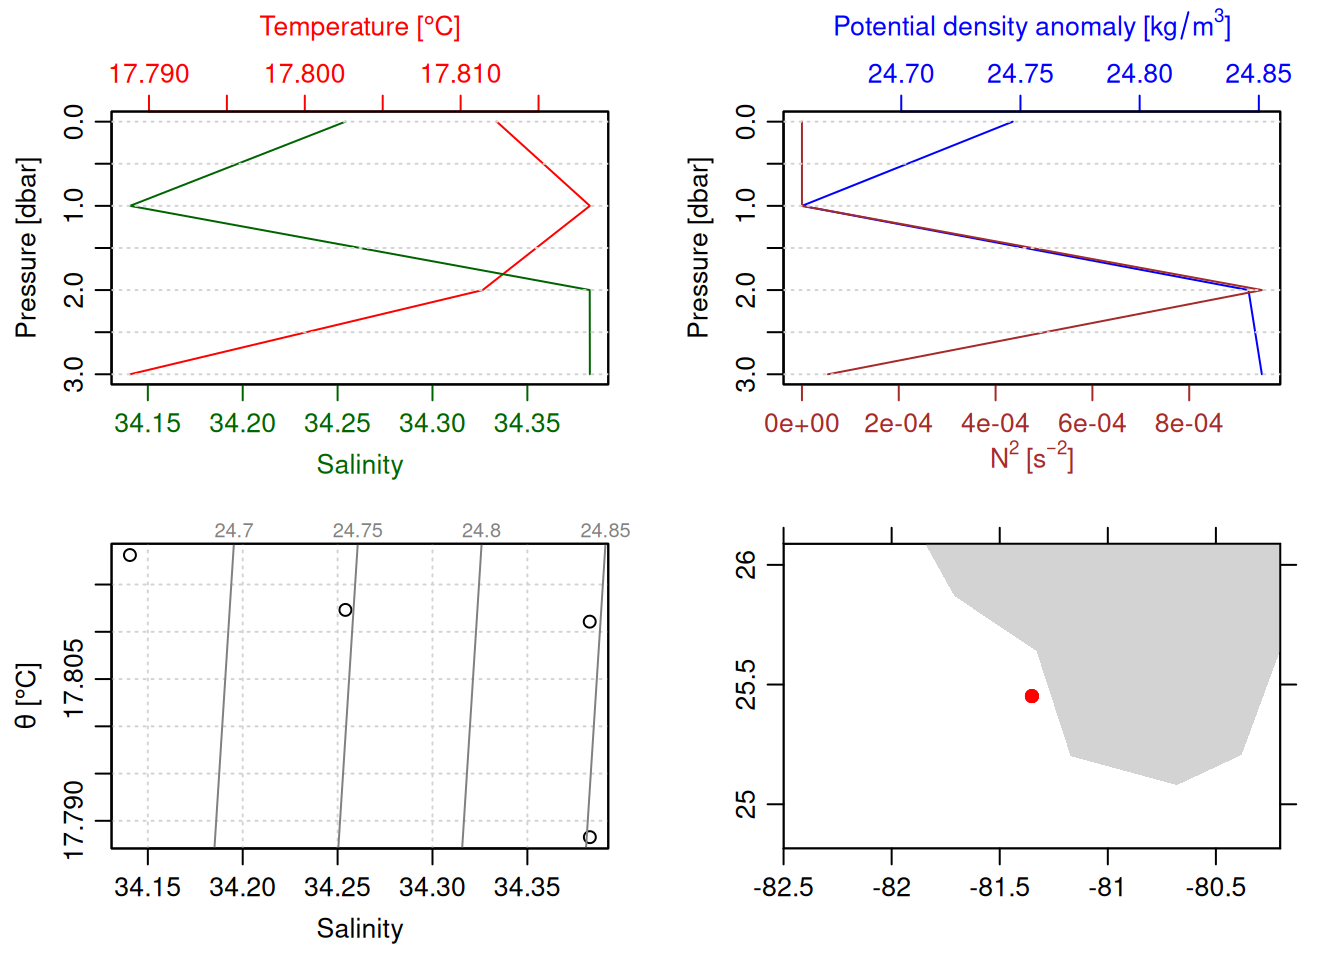 Temperature [°C]
17.790 17.800 17.810
0.0
1.0
2.0
3.0
Pressure [dbar]
34.15 34.20 34.25 34.30 34.35
Salinity
Potential density anomaly [kg/m³]
24.70 24.75 24.80 24.85
0.0
1.0
2.0
3.0
Pressure [dbar]
0e+00 2e-04 4e-04 6e-04 8e-04
N² [s⁻²]
24.7 24.75 24.8 24.85
17.805
17.790
θ [°C]
34.15 34.20 34.25 34.30 34.35
Salinity
26
25.5
25
-82.5 -82 -81.5 -81 -80.5